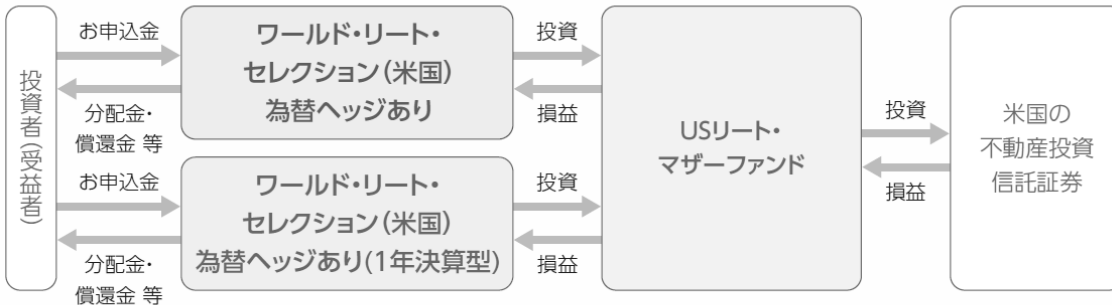 投資者(受益者)
お申込金
分配金・
償還金 等
ワールド・リート・
セレクション(米国)
為替ヘッジあり
投資
損益
お申込金
分配金・
償還金 等
ワールド・リート・
セレクション(米国)
為替ヘッジあり(1年決算型)
投資
損益
USリート・
マザーファンド
投資
損益
米国の
不動産投資
信託証券